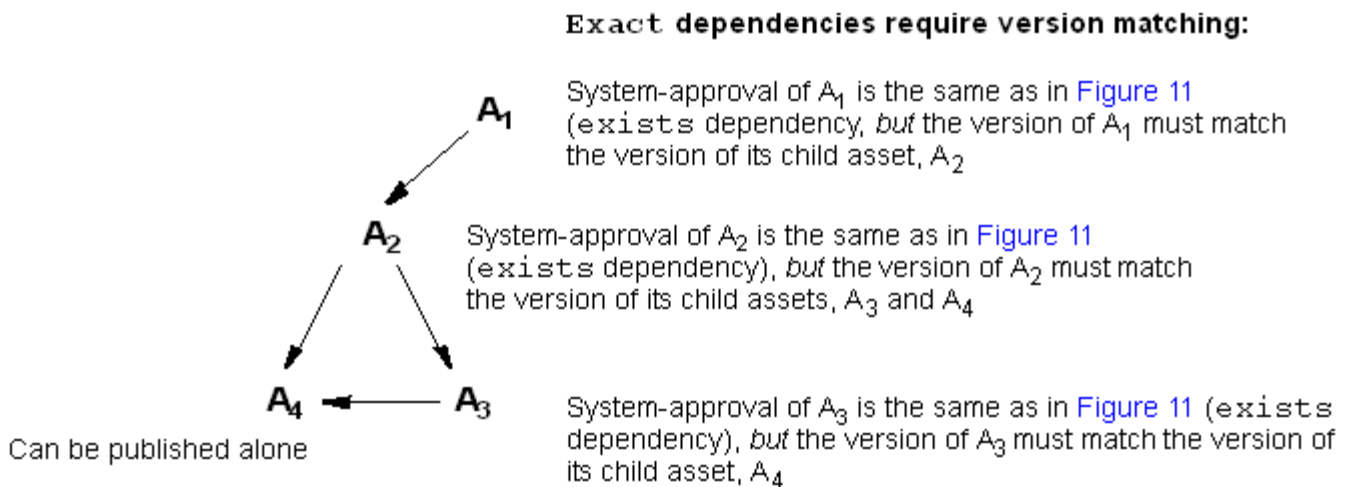 Exact dependencies require version matching:
A1
System-approval of A1 is the same as in Figure 11
(exists dependency, but the version of A1 must match
the version of its child asset, A2
A2
System-approval of A2 is the same as in Figure 11
(exists dependency), but the version of A2 must match
the version of its child assets, A3 and A4
A4
A3
Can be published alone
System-approval of A3 is the same as in Figure 11 (exists
dependency), but the version of A3 must match the version of
its child asset, A4